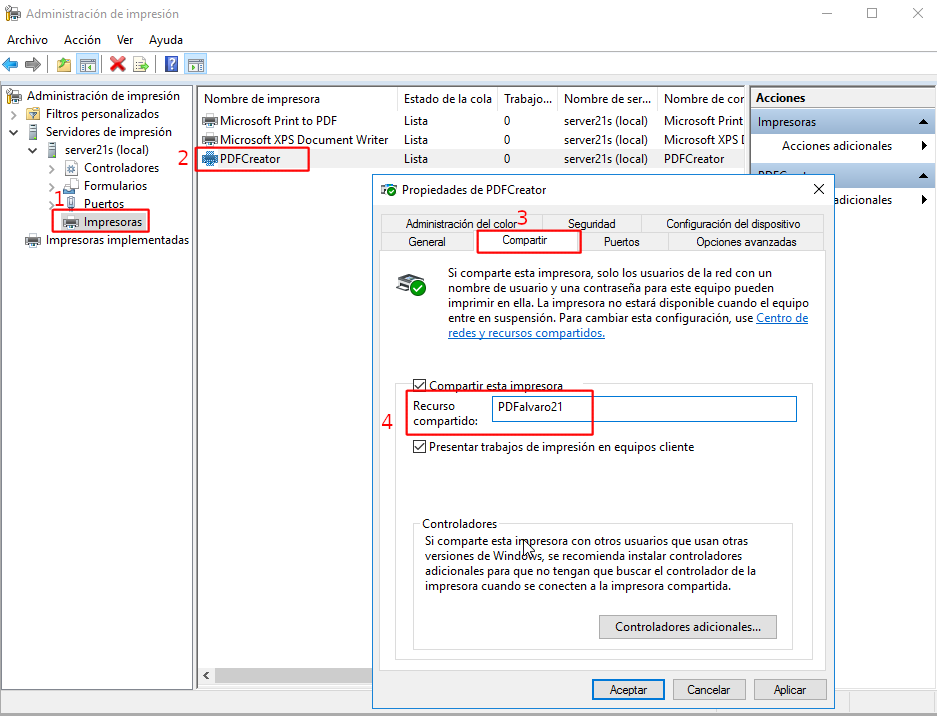 Administración de impresión
Archivo Acción Ver Ayuda
Administración de impresión
Filtros personalizados
Servidores de impresión
server21s (local)
Controladores
Formularios
1
Puertos
Impresoras
Impresoras implementadas
Nombre de impresora Estado de la cola Trabajo... Nombre de ser... Nombre de cor
Microsoft Print to PDF Lista 0 server21s (local) Microsoft Print
Microsoft XPS Document Writer Lista 0 server21s (local) Microsoft XPS D
2
PDFCreator Lista 0 server21s (local) PDFCreator
Acciones
Impresoras
Acciones adicionales
adicionales
Propiedades de PDFCreator
3
Administración del color Seguridad Configuración del dispositivo
General Compartir Puertos Opciones avanzadas
Si comparte esta impresora, solo los usuarios de la red con un
nombre de usuario y una contraseña para este equipo pueden
imprimir en ella. La impresora no estará disponible cuando el equipo
entre en suspensión. Para cambiar esta configuración, use Centro de
redes y recursos compartidos.
Compartir esta impresora
4
Recurso
compartido:
PDFalvaro21
Presentar trabajos de impresión en equipos cliente
Controladores
Si comparte esta impresora con otros usuarios que usan otras
versiones de Windows, se recomienda instalar controladores
adicionales para que no tengan que buscar el controlador de la
impresora cuando se conecten a la impresora compartida.
Controladores adicionales...
Aceptar Cancelar Aplicar